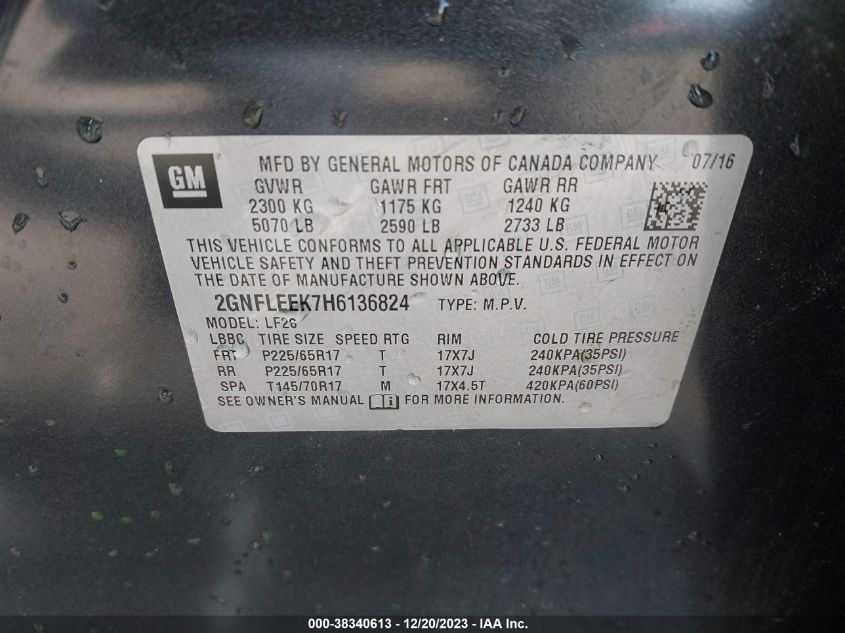 GM
MFD BY GENERAL MOTORS OF CANADA COMPANY 07/16
GVWR GAWR FRT GAWR RR
2300 KG 1175 KG 1240 KG
5070 LB 2590 LB 2733 LB
THIS VEHICLE CONFORMS TO ALL APPLICABLE U.S. FEDERAL MOTOR
VEHICLE SAFETY AND THEFT PREVENTION STANDARDS IN EFFECT ON
THE DATE OF MANUFACTURE SHOWN ABOVE.
2GNFLEEK7H6136824 TYPE: M.P.V.
MODEL: LF26
LBBC TIRE SIZE SPEED RTG RIM COLD TIRE PRESSURE
FRT P225/65R17 T 17X7J 240KPA(35PSI)
RR P225/65R17 T 17X7J 240KPA(35PSI)
SPA T145/70R17 M 17X4.5T 420KPA(60PSI)
SEE OWNER'S MANUAL i FOR MORE INFORMATION.
000-38340613 - 12/20/2023 - IAA Inc.